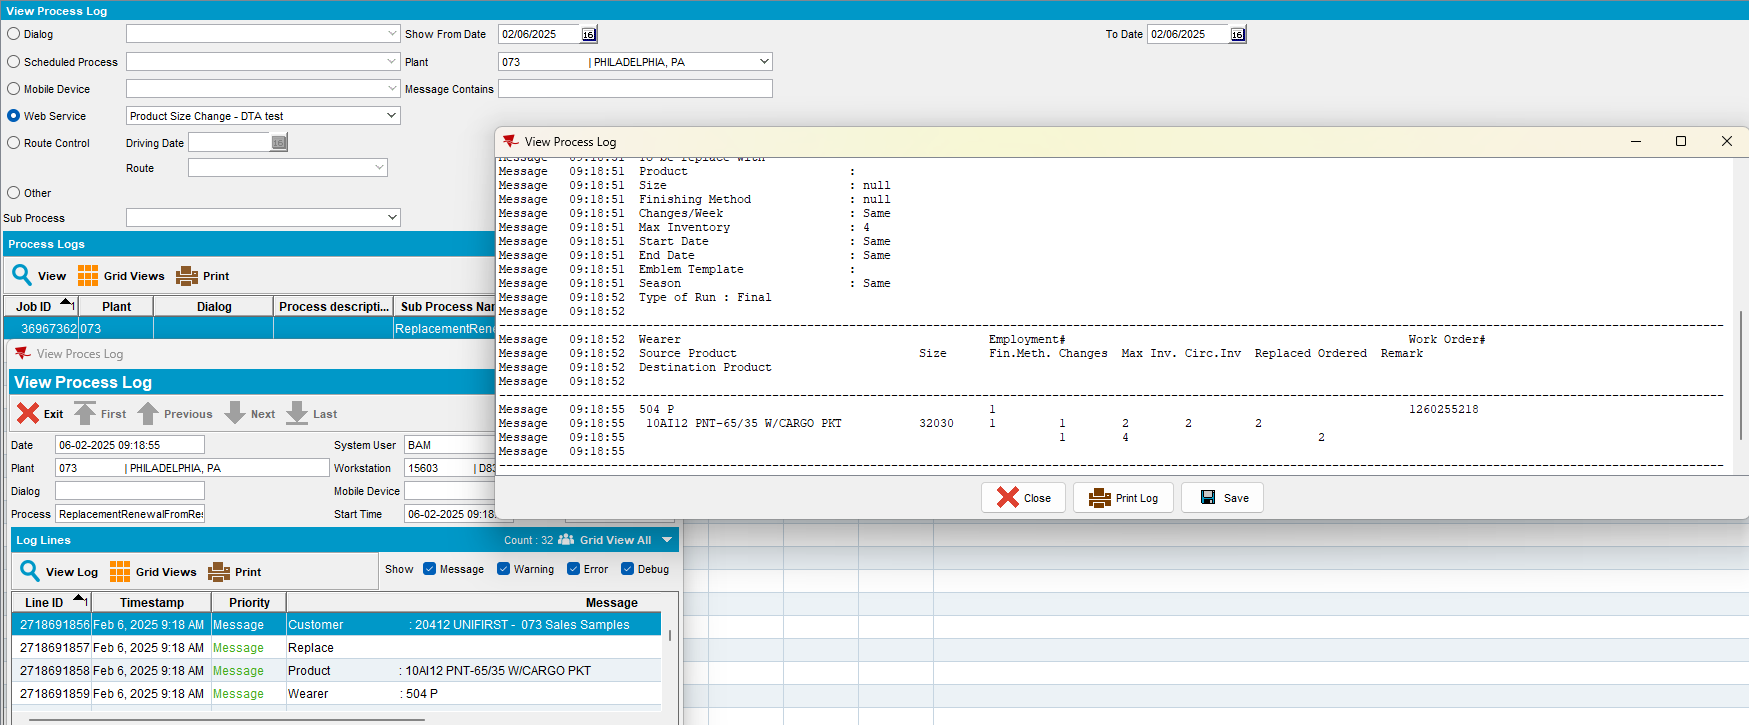 View Process Log
Dialog Show From Date 02/06/2025 16 To Date 02/06/2025 16
Scheduled Process Plant 073 | PHILADELPHIA, PA
Mobile Device Message Contains
Web Service Product Size Change - DTA test
Route Control Driving Date 16
Route
Other
Sub Process
Process Logs
View Grid Views Print
Job ID 1 Plant Dialog Process descripti... Sub Process Nar
36967362 073 ReplacementRene
View Proces Log
View Process Log
Exit First Previous Next Last
Date 06-02-2025 09:18:55 System User BAM
Plant 073 | PHILADELPHIA, PA Workstation 15603 | D83
Dialog Mobile Device
Process ReplacementRenewalFromRes Start Time 06-02-2025 09:18:
Log Lines Count : 32 Grid View All
View Log Grid Views Print Show Message Warning Error Debug
Line ID 1 Timestamp Priority Message
2718691856 Feb 6, 2025 9:18 AM Message Customer : 20412 UNIFIRST - 073 Sales Samples
2718691857 Feb 6, 2025 9:18 AM Message Replace
2718691858 Feb 6, 2025 9:18 AM Message Product : 10AI12 PNT-65/35 W/CARGO PKT
2718691859 Feb 6, 2025 9:18 AM Message Wearer : 504 P
View Process Log
Message 09:18:51 To be replace with
Message 09:18:51 Product :
Message 09:18:51 Size : null
Message 09:18:51 Finishing Method : null
Message 09:18:51 Changes/Week : Same
Message 09:18:51 Max Inventory : 4
Message 09:18:51 Start Date : Same
Message 09:18:51 End Date : Same
Message 09:18:51 Emblem Template :
Message 09:18:51 Season : Same
Message 09:18:52 Type of Run : Final
Message 09:18:52
Message 09:18:52 Wearer Employment# Work Order#
Message 09:18:52 Source Product Size Fin.Meth. Changes Max Inv. Circ.Inv Replaced Ordered Remark
Message 09:18:52 Destination Product
Message 09:18:52
Message 09:18:55 504 P 1 1260255218
Message 09:18:55 10AI12 PNT-65/35 W/CARGO PKT 32030 1 1 2 2 2
Message 09:18:55 1 4 2
Message 09:18:55
Close Print Log Save